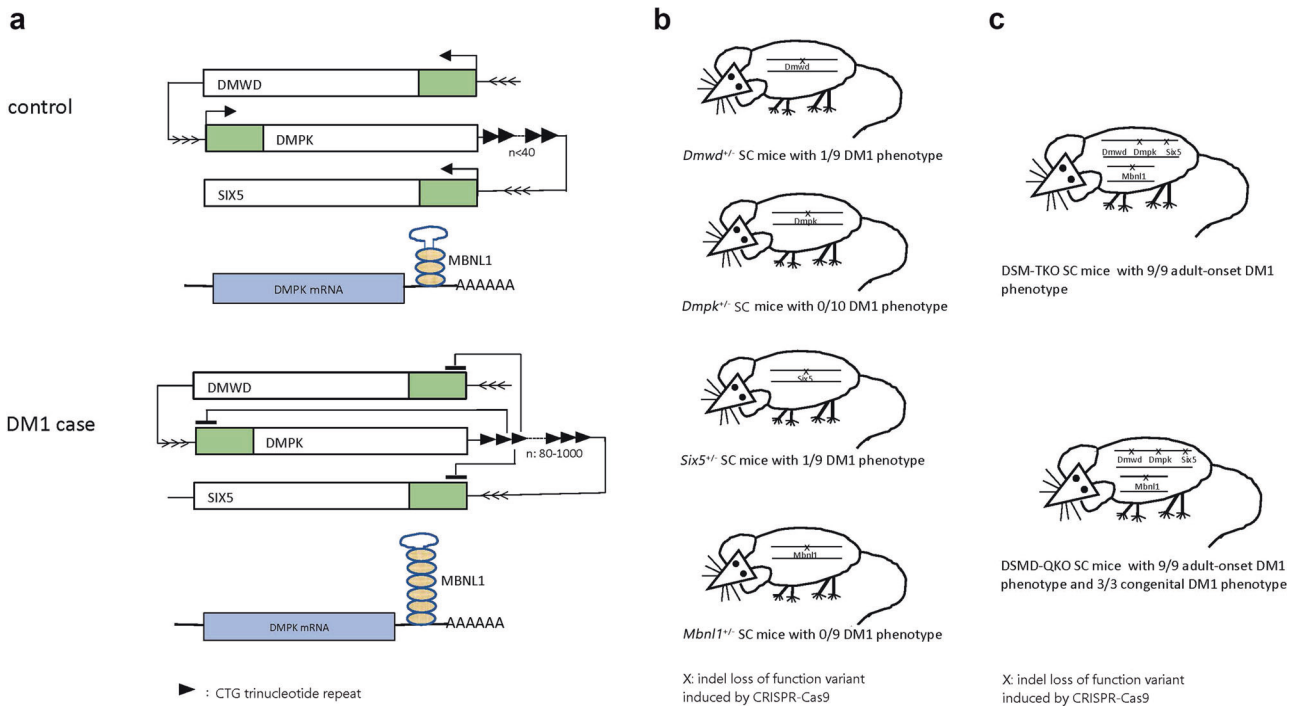 a
control
DMWD
DMPK
n<40
SIX5
MBNL1
DMPK mRNA
AAAAAA
DM1 case
DMWD
DMPK
n: 80-1000
SIX5
MBNL1
DMPK mRNA
AAAAAA
: CTG trinucleotide repeat
b
x
Dmwd
Dmwd+/- SC mice with 1/9 DM1 phenotype
x
Dmpk
Dmpk+/- SC mice with 0/10 DM1 phenotype
x
Six5
Six5+/- SC mice with 1/9 DM1 phenotype
x
Mbnl1
Mbnl1+/- SC mice with 0/9 DM1 phenotype
X: indel loss of function variant
induced by CRISPR-Cas9
c
x x
Dmwd Dmpk Six5
x
Mbnl1
DSM-TKO SC mice with 9/9 adult-onset DM1
phenotype
x x x
Dmwd Dmpk Six5
x
Mbnl1
DSMD-QKO SC mice with 9/9 adult-onset DM1
phenotype and 3/3 congenital DM1 phenotype
X: indel loss of function variant
induced by CRISPR-Cas9